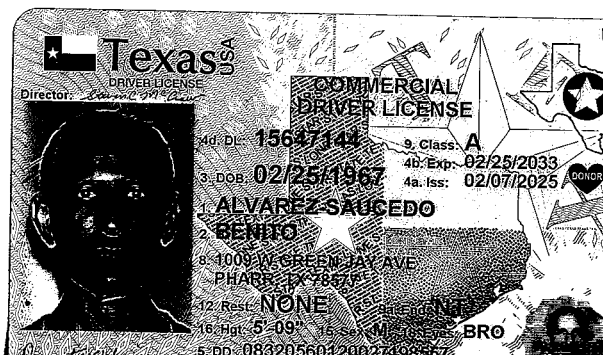 Texas USA
DRIVER LICENSE
Director:
COMMERCIAL
DRIVER LICENSE
4d. DL: 15647144
9. Class: A
4b. Exp: 02/25/2033
3. DOB: 02/25/1967
4a. Iss: 02/07/2025
DONOR
1. ALVAREZ-SAUCEDO
2. BENITO
8. 1009 W GREEN JAY AVE
PHARR, TX 78577
12. Rest: NONE
9a. End: NT
16. Hgt: 5'-09" 15. Sex: M 18. Eyes: BRO